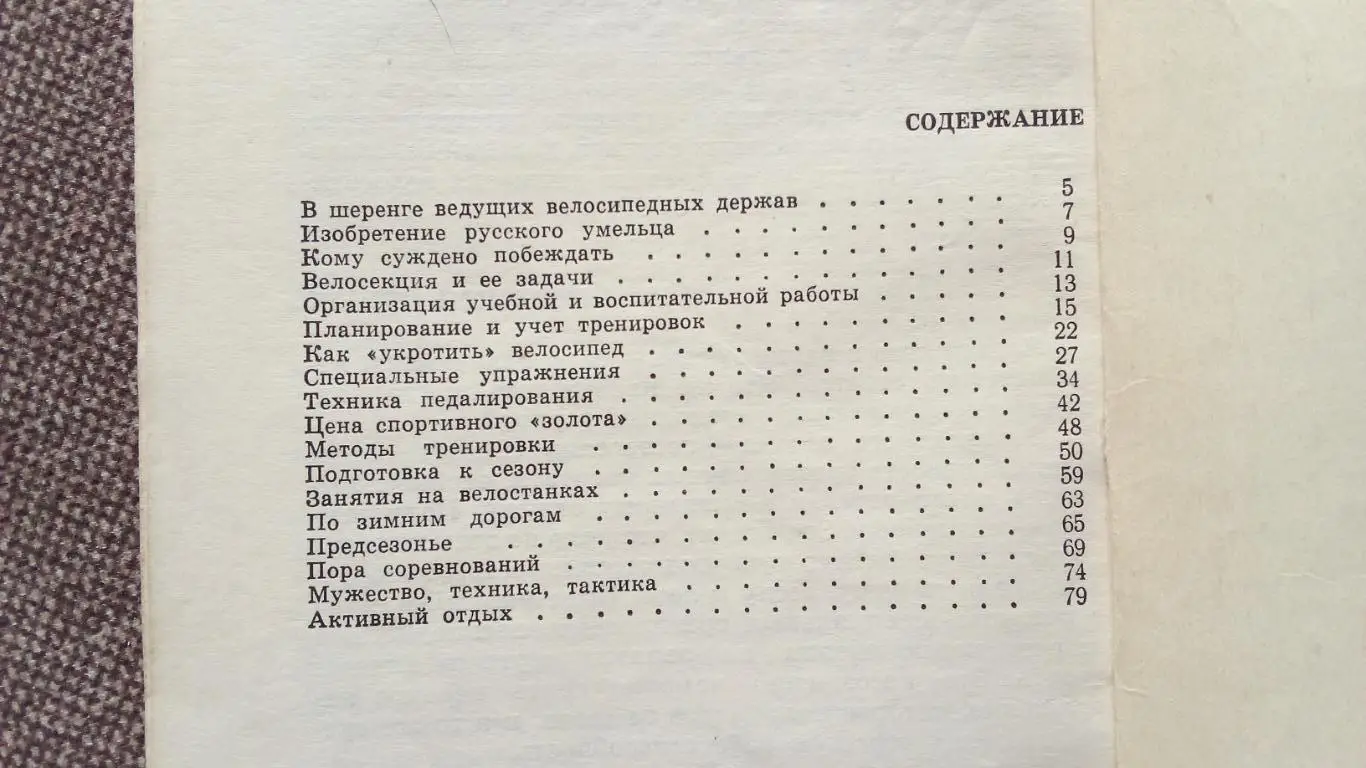 СОДЕРЖАНИЕ
В шеренге ведущих велосипедных держав . . . . . . . 5
Изобретение русского умельца . . . . . . . . . . . 7
Кому суждено побеждать . . . . . . . . . . . . . 9
Велосекция и ее задачи . . . . . . . . . . . . . . 11
Организация учебной и воспитательной работы . . . . . 13
Планирование и учет тренировок . . . . . . . . . . 15
Как «укротить» велосипед . . . . . . . . . . . . . 22
Специальные упражнения . . . . . . . . . . . . . 27
Техника педалирования . . . . . . . . . . . . . 34
Цена спортивного «золота» . . . . . . . . . . . . . 42
Методы тренировки . . . . . . . . . . . . . . . 48
Подготовка к сезону . . . . . . . . . . . . . . . 50
Занятия на велостанках . . . . . . . . . . . . . . 59
По зимним дорогам . . . . . . . . . . . . . . . 63
Предсезонье . . . . . . . . . . . . . . . . . . 65
Пора соревнований . . . . . . . . . . . . . . . . 69
Мужество, техника, тактика . . . . . . . . . . . . 74
Активный отдых . . . . . . . . . . . . . . . . . 79